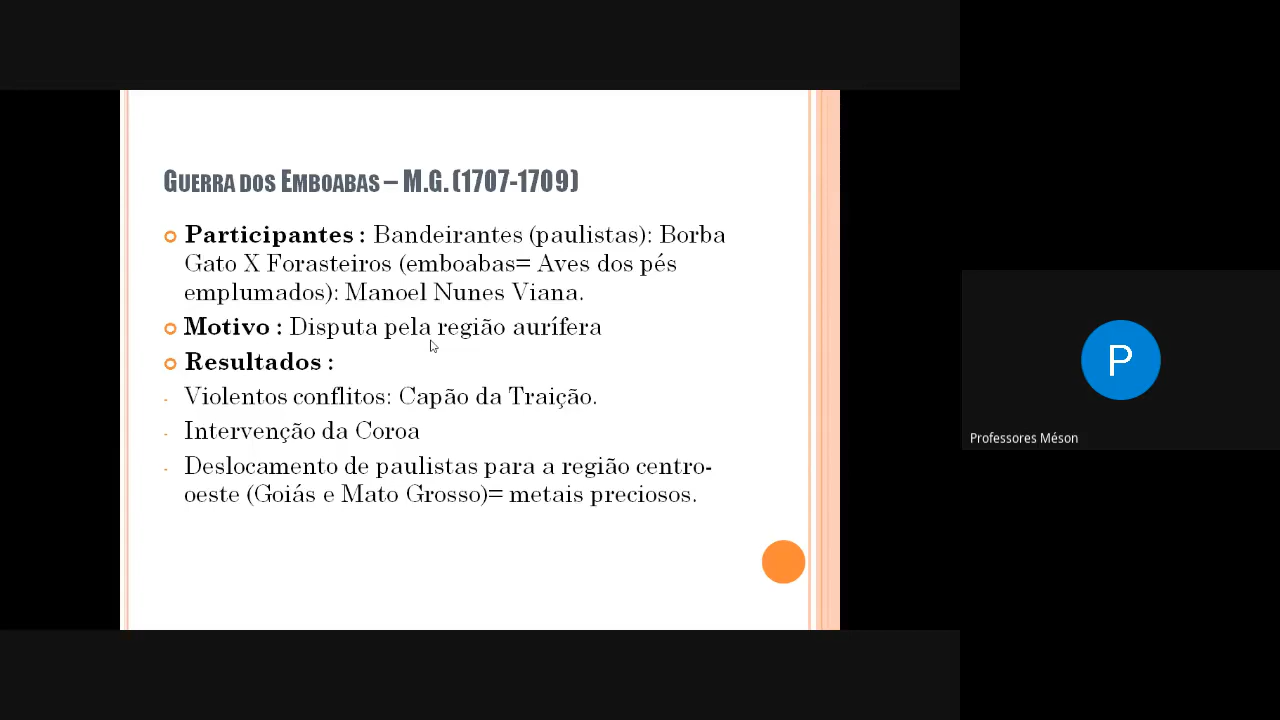 GUERRA DOS EMBOABAS – M.G. (1707-1709)
Participantes : Bandeirantes (paulistas): Borba
Gato X Forasteiros (emboabas= Aves dos pés
emplumados): Manoel Nunes Viana.
Motivo : Disputa pela região aurífera
Resultados :
- Violentos conflitos: Capão da Traição.
- Intervenção da Coroa
- Deslocamento de paulistas para a região centro-
oeste (Goiás e Mato Grosso)= metais preciosos.
P
Professores Méson